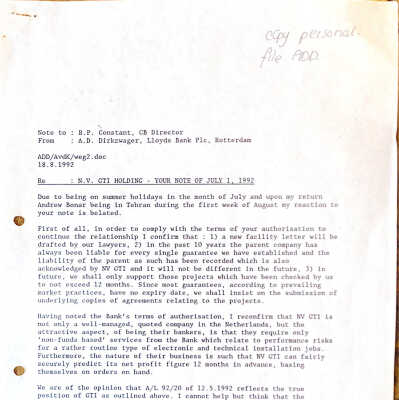 copy personal
file ADD
Note to : B.P. Constant, CB Director
From : A.D. Dirkzwager, Lloyds Bank Plc, Rotterdam
ADD/AvdK/weg2.doc
18.8.1992
Re : N.V. GTI HOLDING - YOUR NOTE OF JULY 1, 1992
Due to being on summer holidays in the month of July and upon my return
Andrew Benar being in Tehran during the first week of August my reaction to
your note is belated.
First of all, in order to comply with the terms of your authorisation to
continue the relationship I confirm that : 1) a new facility letter will be
drafted by our Lawyers, 2) in the past 10 years the parent company has
always been liable for every single guarantee we have established and the
liability of the parent as such has been recorded which is also
acknowledged by NV GTI and it will not be different in the future, 3) in
future, we shall only support those projects which have been checked by us
to not exceed 12 months. Since most guarantees, according to prevailing
market practices, have no expiry date, we shall insist on the submission of
underlying copies of agreements relating to the projects.
Having noted the Bank's terms of authorisation, I reconfirm that NV GTI is
not only a well-managed, quoted company in the Netherlands, but the
attractive aspect, of being their bankers, is that they require only
'non-funds based' services from the Bank which relate to performance risks
for a rather routine type of electronic and technical installation jobs.
Furthermore, the nature of their business is such that NV GTI can fairly
securely predict its net profit figure 12 months in advance, having
themselves on orders on hand.
We are of the opinion that A/L 92/20 of 12.5.1992 reflects the true
position of GTI as outlined above. I cannot help but think that the